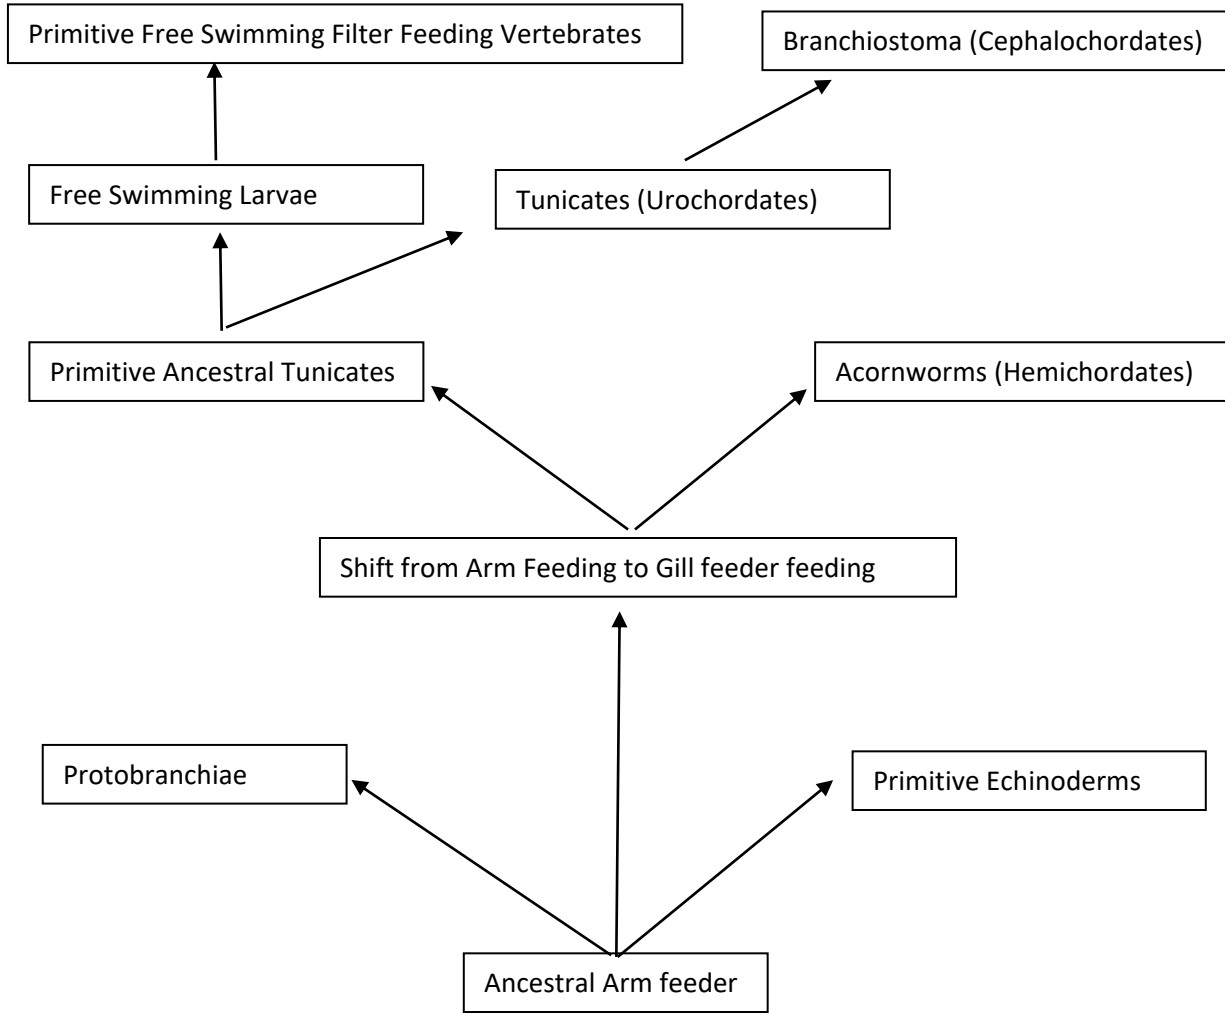 Primitive Free Swimming Filter Feeding Vertebrates
Branchiostoma (Cephalochordates)
Free Swimming Larvae
Tunicates (Urochordates)
Primitive Ancestral Tunicates
Acornworms (Hemichordates)
Shift from Arm Feeding to Gill feeder feeding
Protobranchiae
Primitive Echinoderms
Ancestral Arm feeder